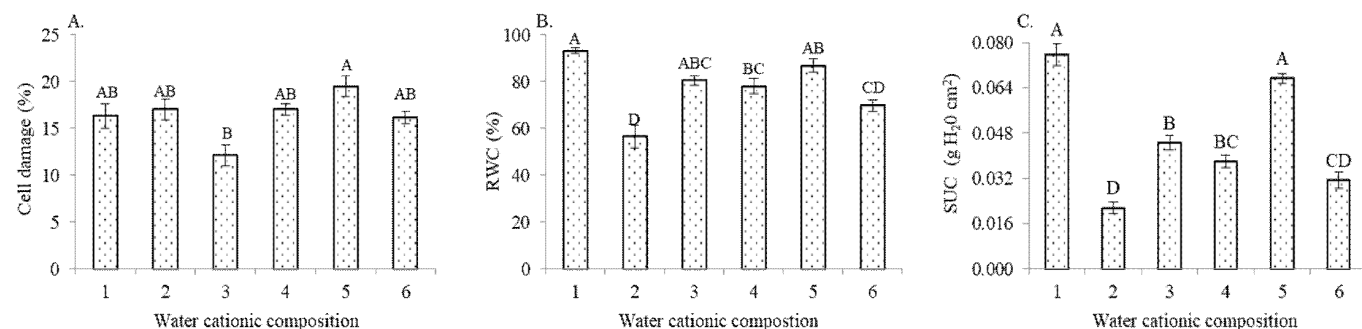 A.
Cell damage (%)
25
20
15
10
5
0
AB
AB
B
AB
A
AB
1 2 3 4 5 6
Water cationic composition
B.
RWC (%)
100
80
60
40
20
0
A
D
ABC
BC
AB
CD
1 2 3 4 5 6
Water cationic compostion
C.
SUC (g H₂0 cm²)
0.080
0.064
0.048
0.032
0.016
0.000
A
D
B
BC
A
CD
1 2 3 4 5 6
Water cationic composition